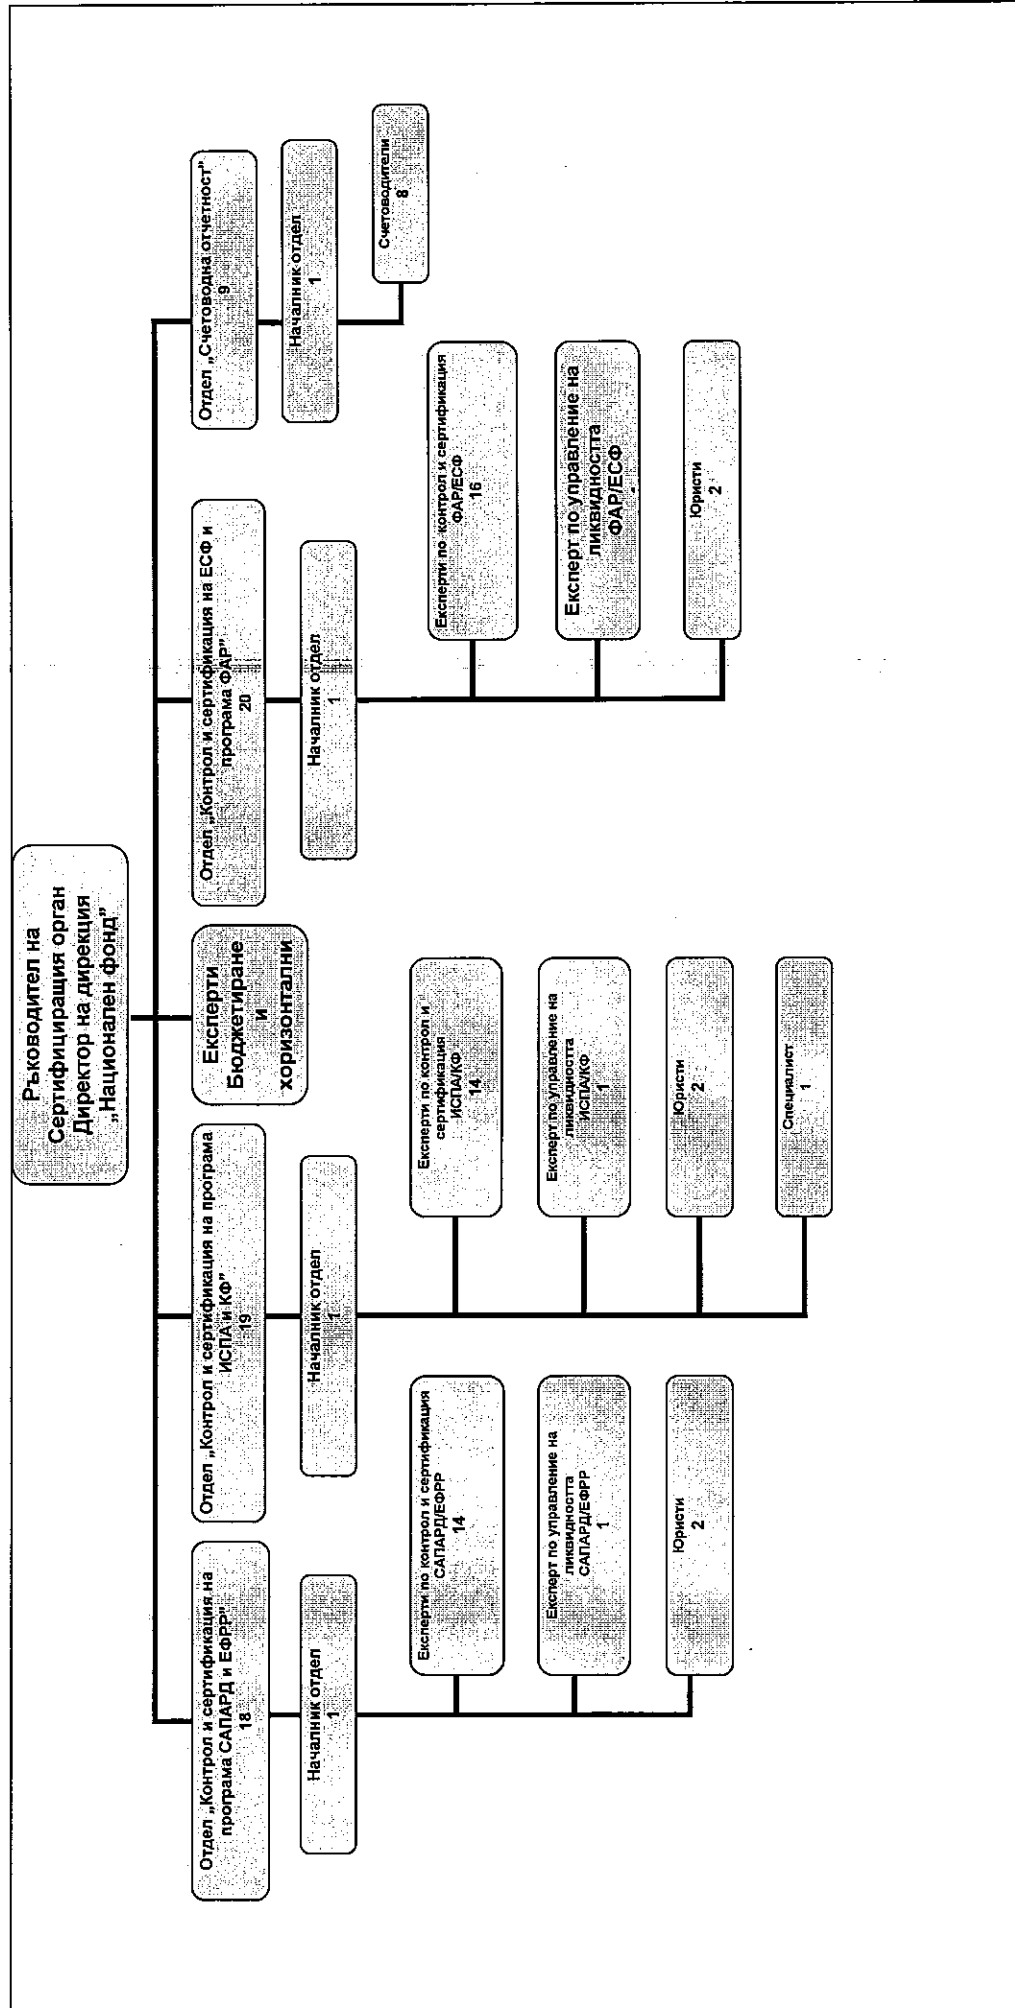 Ръководител на
Сертифициращия орган
Директор на дирекция
„Национален фонд”
Отдел „Контрол и сертификация на
програма САПАРД и ЕФРР”
18
Началник отдел
1
Експерти по контрол и сертификация
САПАРД/ЕФРР
14
Експерт по управление на
ликвидността
САПАРД/ЕФРР
1
Юристи
2
Отдел „Контрол и сертификация на програма
ИСПА и КФ”
19
Началник отдел
1
Експерти по контрол и
сертификация
ИСПА/КФ
14
Експерт по управление на
ликвидността
ИСПА/КФ
1
Юристи
2
Специалист
1
Експерти
Бюджетиране
и
хоризонтални
Отдел „Контрол и сертификация на ЕСФ и
програма ФАР”
20
Началник отдел
1
Експерти по контрол и сертификация
ФАР/ЕСФ
16
Експерт по управление на
ликвидността
ФАР/ЕСФ
Юристи
2
Отдел „Счетоводна отчетност”
9
Началник отдел
1
Счетоводители
8